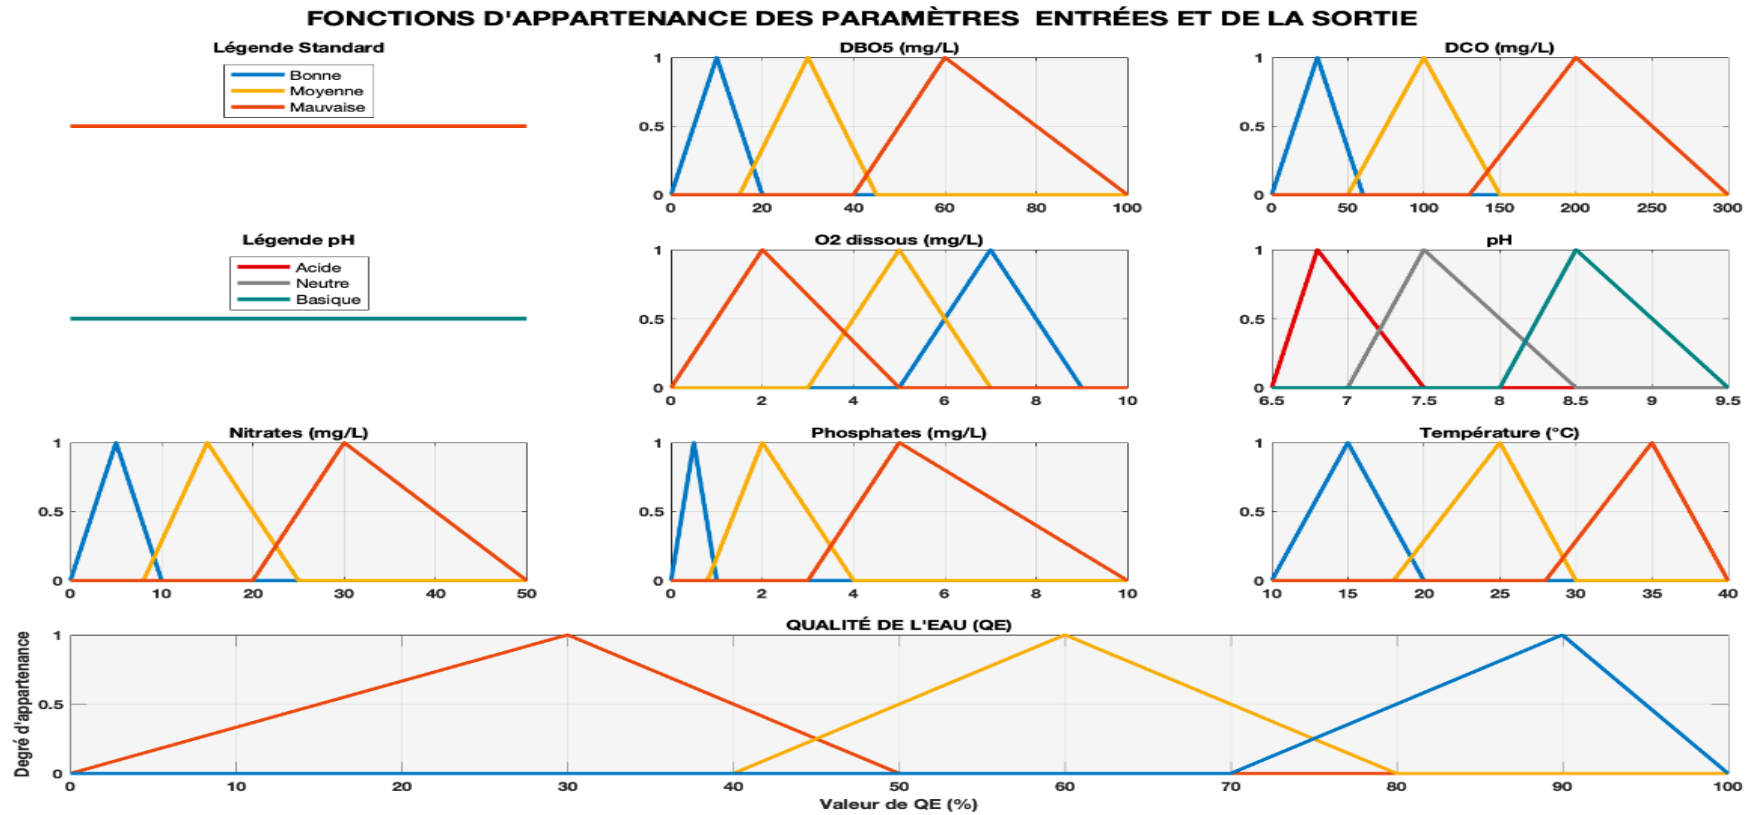 FONCTIONS D'APPARTENANCE DES PARAMÈTRES ENTRÉES ET DE LA SORTIE
Légende Standard
Bonne
Moyenne
Mauvaise
DBO5 (mg/L)
1
0.5
0
0 20 40 60 80 100
DCO (mg/L)
1
0.5
0
0 50 100 150 200 250 300
Légende pH
Acide
Neutre
Basique
O2 dissous (mg/L)
1
0.5
0
0 2 4 6 8 10
pH
1
0.5
0
6.5 7 7.5 8 8.5 9 9.5
Nitrates (mg/L)
1
0.5
0
0 10 20 30 40 50
Phosphates (mg/L)
1
0.5
0
0 2 4 6 8 10
Température (°C)
1
0.5
0
10 15 20 25 30 35 40
QUALITÉ DE L'EAU (QE)
Degré d'appartenance
1
0.5
0
0 10 20 30 40 50 60 70 80 90 100
Valeur de QE (%)